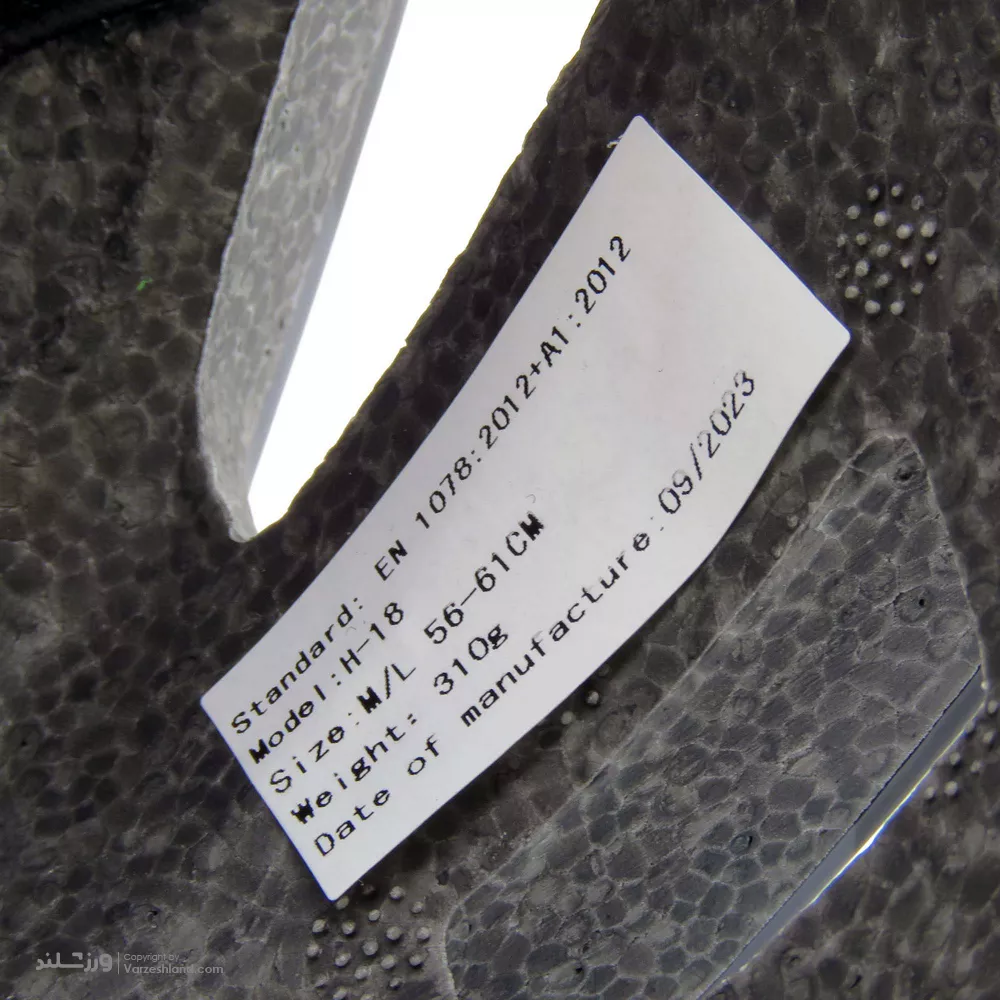 Standard: EN 1078:2012+A1:2012
Model:H-18
Size:M/L 56-61CM
Weight: 310g
Date of manufacture:09/2023
ورزشلند
Copyright by
Varzeshland.com